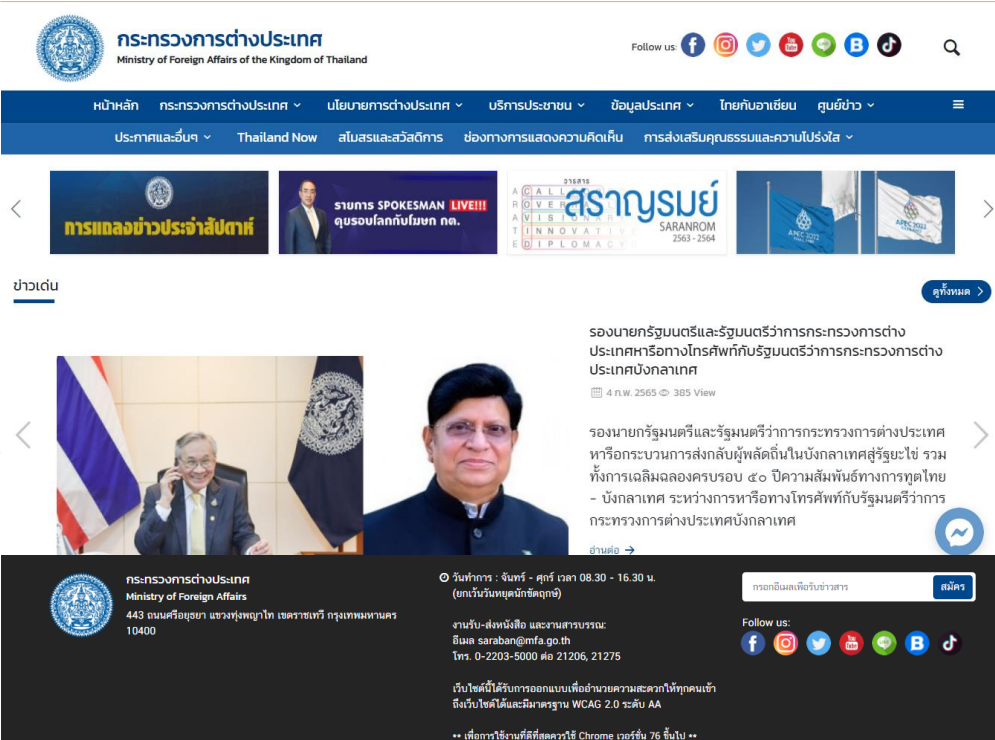 กระทรวงการต่างประเทศ
Ministry of Foreign Affairs of the Kingdom of Thailand
Follow us:
หน้าหลัก กระทรวงการต่างประเทศ นโยบายการต่างประเทศ บริการประชาชน ข้อมูลประเทศ ไทยกับอาเซียน ศูนย์ข่าว
ประกาศและอื่นๆ Thailand Now สโมสรและสวัสดิการ ช่องทางการแสดงความคิดเห็น การส่งเสริมคุณธรรมและความโปร่งใส
การแถลงข่าวประจำสัปดาห์
รายการ SPOKESMAN LIVE!!!
คุยรอบโลกกับโฆษก กต.
วารสาร
สราญรมย์
SARANROM
2563 - 2564
APEC 2022
THAILAND
APEC 2022
ข่าวเด่น
ดูทั้งหมด
รองนายกรัฐมนตรีและรัฐมนตรีว่าการกระทรวงการต่าง
ประเทศหารือทางโทรศัพท์กับรัฐมนตรีว่าการกระทรวงการต่าง
ประเทศบังกลาเทศ
4 ก.พ. 2565 385 View
รองนายกรัฐมนตรีและรัฐมนตรีว่าการกระทรวงการต่างประเทศ
หารือกระบวนการส่งกลับผู้พลัดถิ่นในบังกลาเทศสู่รัฐยะไข่ รวม
ทั้งการเฉลิมฉลองครบรอบ ๕๐ ปีความสัมพันธ์ทางการทูตไทย
- บังกลาเทศ ระหว่างการหารือทางโทรศัพท์กับรัฐมนตรีว่าการ
กระทรวงการต่างประเทศบังกลาเทศ
อ่านต่อ →
กระทรวงการต่างประเทศ
Ministry of Foreign Affairs
443 ถนนศรีอยุธยา แขวงทุ่งพญาไท เขตราชเทวี กรุงเทพมหานคร
10400
วันทำการ : จันทร์ - ศุกร์ เวลา 08.30 - 16.30 น.
(ยกเว้นวันหยุดนักขัตฤกษ์)
งานรับ-ส่งหนังสือ และงานสารบรรณ:
อีเมล saraban@mfa.go.th
โทร. 0-2203-5000 ต่อ 21206, 21275
เว็บไซต์นี้ได้รับการออกแบบเพื่ออำนวยความสะดวกให้ทุกคนเข้า
ถึงเว็บไซต์ได้และมีมาตรฐาน WCAG 2.0 ระดับ AA
** เพื่อการใช้งานที่ดีที่สุดควรใช้ Chrome เวอร์ชั่น 76 ขึ้นไป **
กรอกอีเมลเพื่อรับข่าวสาร
สมัคร
Follow us: